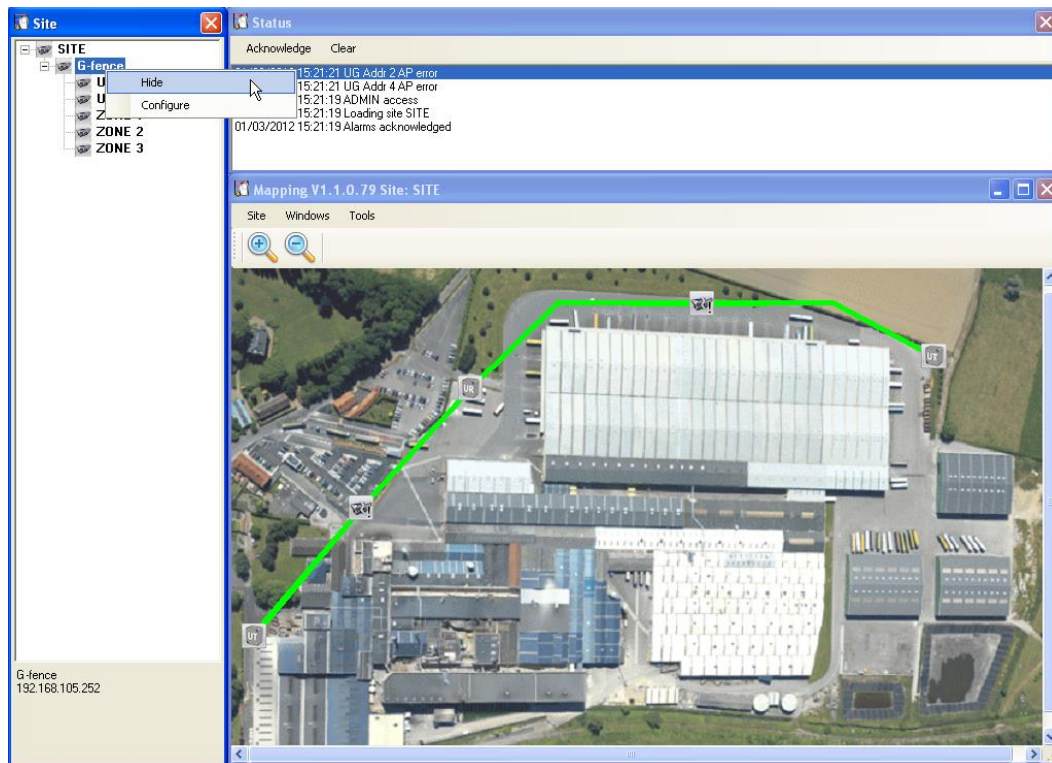 Site
SITE
G-fence
Hide
Configure
ZONE 2
ZONE 3
G-fence
192.168.105.252
Status
Acknowledge Clear
15:21:21 UG Addr 2 AP error
15:21:21 UG Addr 4 AP error
15:21:19 ADMIN access
15:21:19 Loading site SITE
01/03/2012 15:21:19 Alarms acknowledged
Mapping V1.1.0.79 Site: SITE
Site Windows Tools
UT
UR
UT